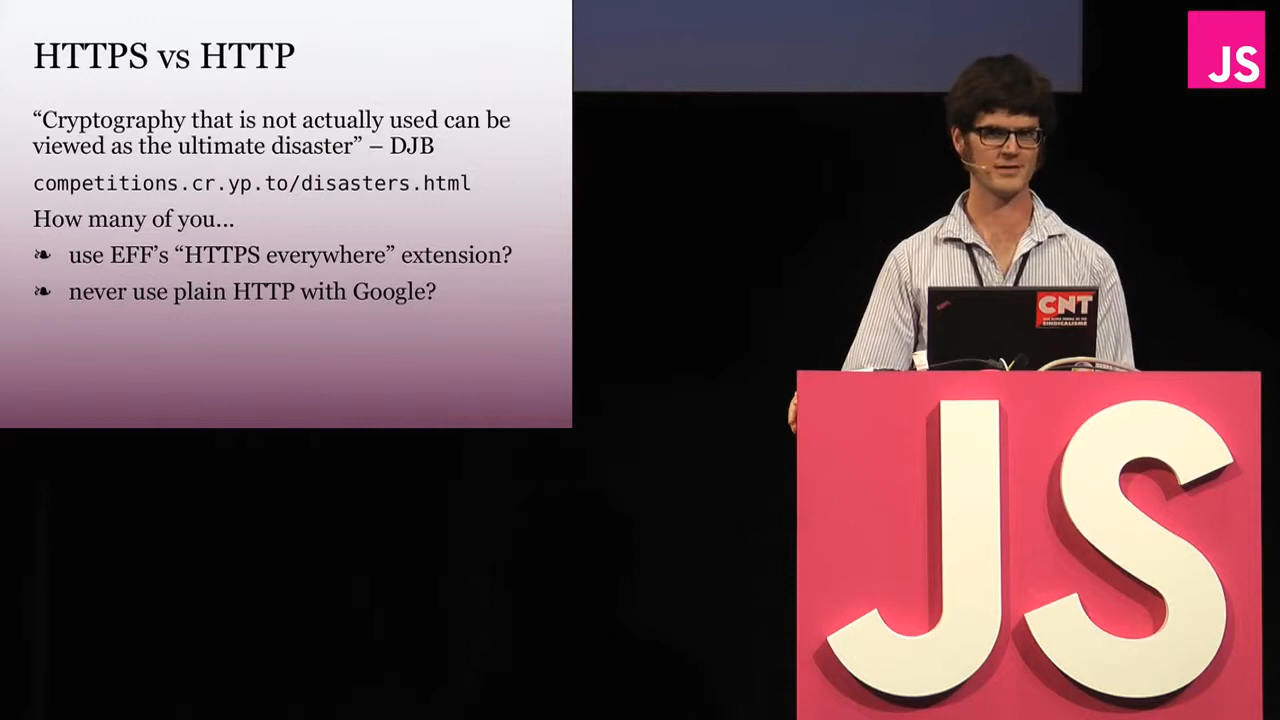 HTTPS vs HTTP
“Cryptography that is not actually used can be
viewed as the ultimate disaster” – DJB
competitions.cr.yp.to/disasters.html
How many of you…
❧ use EFF’s “HTTPS everywhere” extension?
❧ never use plain HTTP with Google?
JS
CNT
SINDICALISME
JS